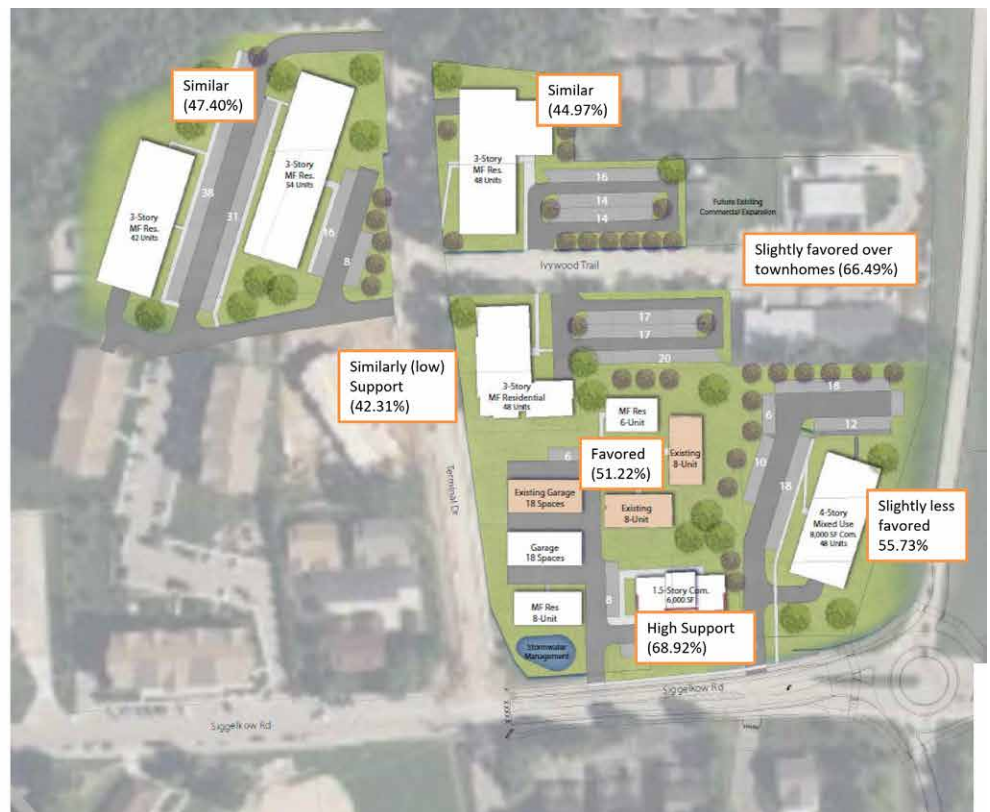 Similar
(47.40%)
Similar
(44.97%)
3-Story
MF Res.
54 Units
3-Story
MF Res.
48 Units
3-Story
MF Res.
42 Units
38
31
16
8
16
14
14
Future Existing
Commercial Expansion
Ivywood Trail
Slightly favored over
townhomes (66.49%)
17
17
20
Similarly (low)
Support
(42.31%)
3-Story
MF Residential
48 Units
MF Res
6-Unit
Existing
8-Unit
18
6
12
10
18
Favored
(51.22%)
6
Existing Garage
18 Spaces
Existing
8-Unit
Terminal Dr
4-Story
Mixed Use
8,000 SF Com.
48 Units
Slightly less
favored
55.73%
Garage
18 Spaces
1.5-Story Com.
6,000 SF
8
MF Res
8-Unit
High Support
(68.92%)
Stormwater
Management
Siggelkow Rd
Siggelkow Rd